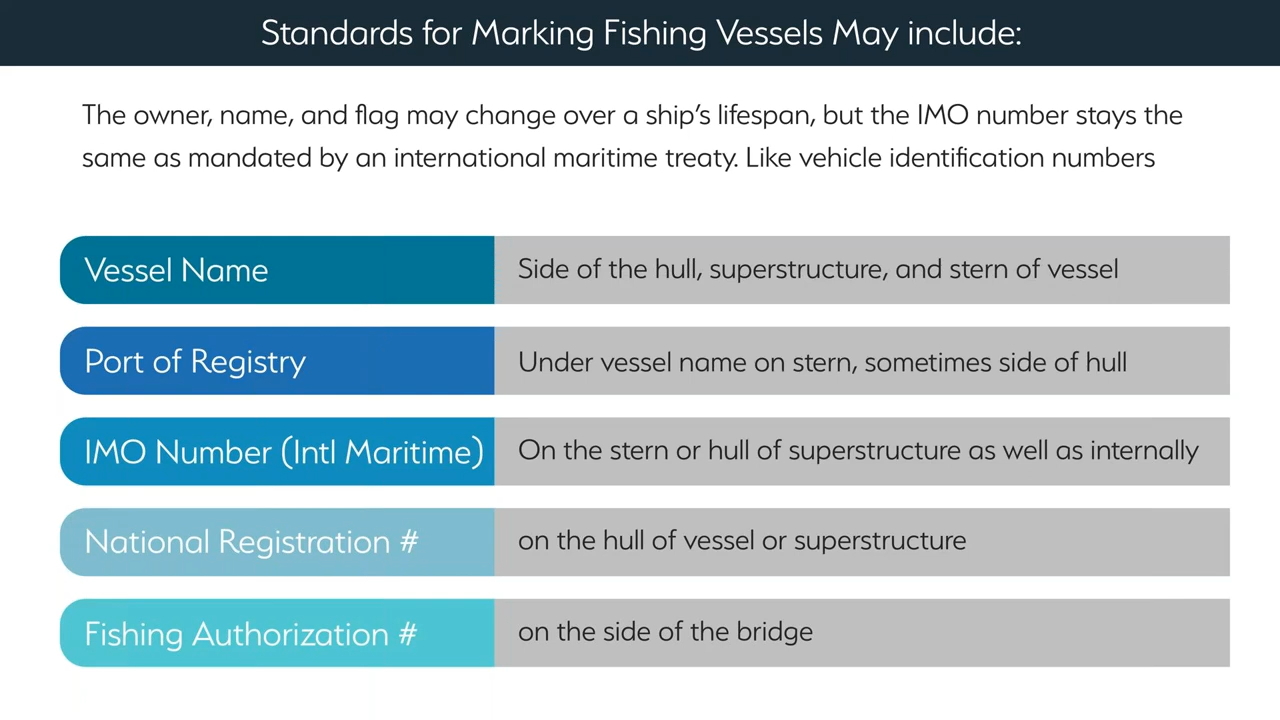 Standards for Marking Fishing Vessels May include:
The owner, name, and flag may change over a ship's lifespan, but the IMO number stays the
same as mandated by an international maritime treaty. Like vehicle identification numbers
Vessel Name
Side of the hull, superstructure, and stern of vessel
Port of Registry
Under vessel name on stern, sometimes side of hull
IMO Number (Intl Maritime)
On the stern or hull of superstructure as well as internally
National Registration #
on the hull of vessel or superstructure
Fishing Authorization #
on the side of the bridge